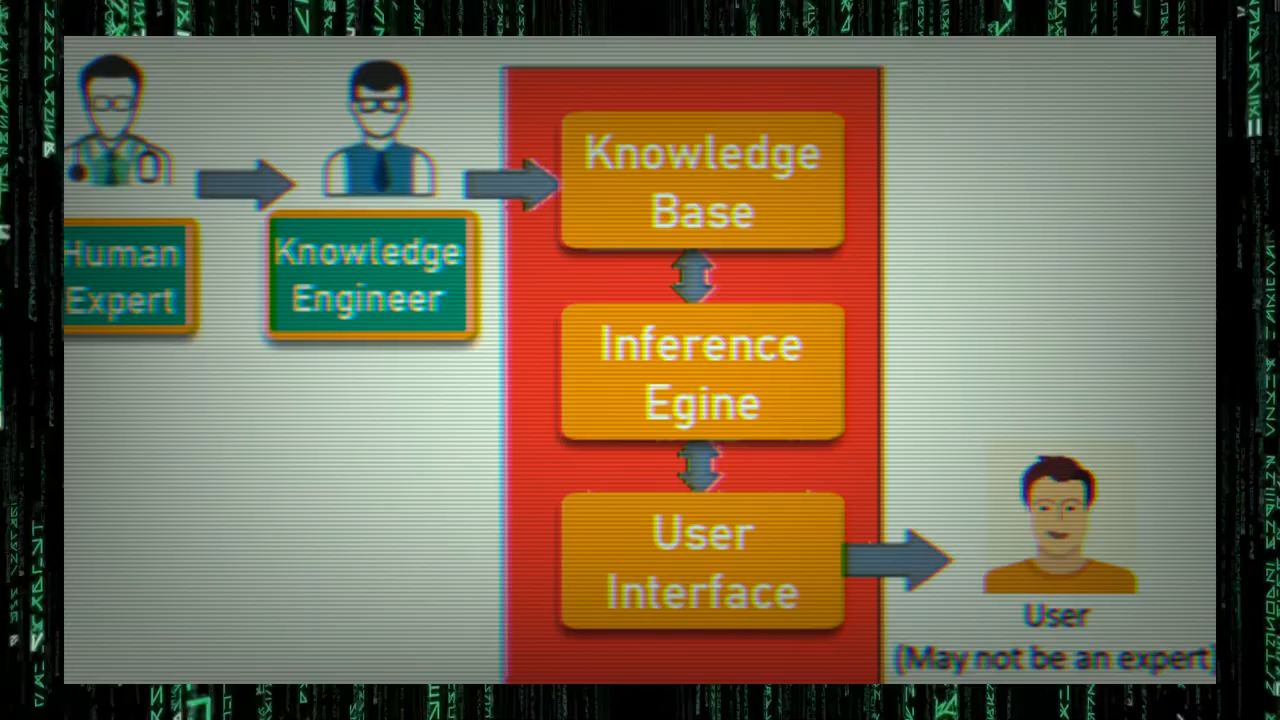 Human
Expert
Knowledge
Engineer
Knowledge
Base
Inference
Egine
User
Interface
User
(May not be an expert)